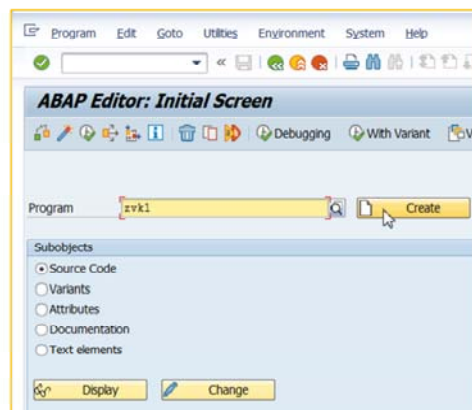 Program Edit Goto Utilities Environment System Help
ABAP Editor: Initial Screen
Debugging With Variant V
Program zvk1 Create
Subobjects
Source Code
Variants
Attributes
Documentation
Text elements
Display Change